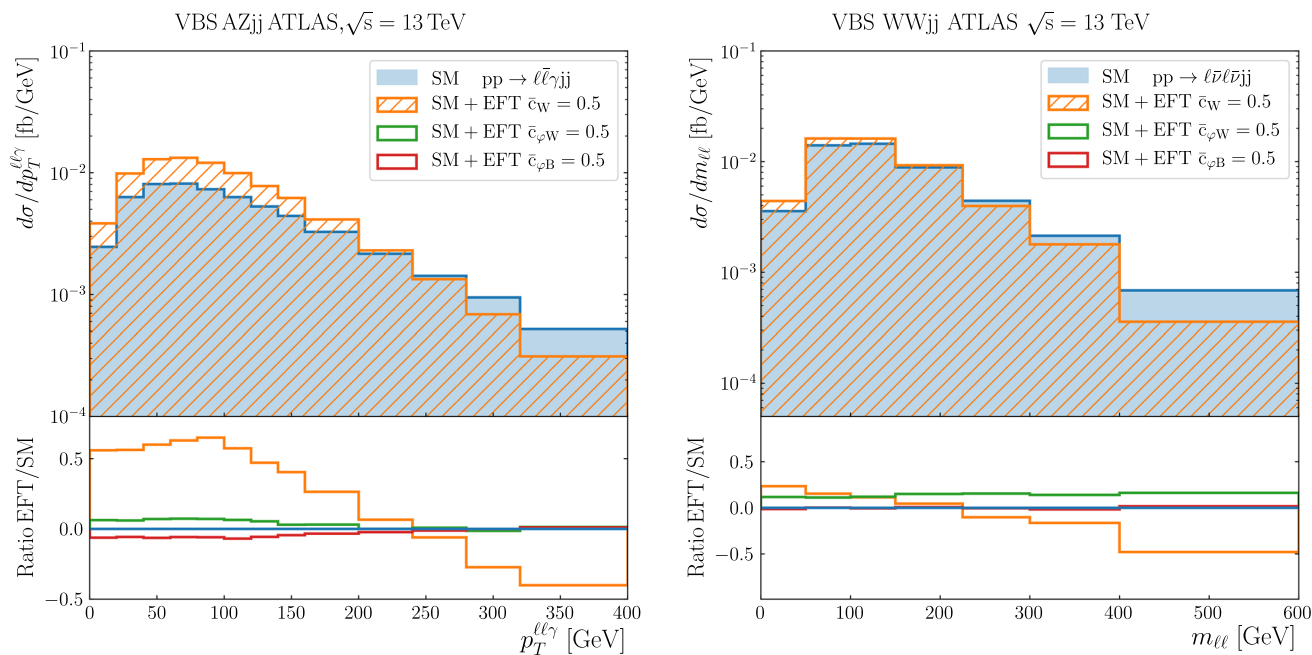 VBS AZjj ATLAS,√s = 13 TeV
dσ/dp_T^{ℓℓγ} [fb/GeV]
10⁻¹
10⁻²
10⁻³
10⁻⁴
SM pp → ℓℓ̄γjj
SM + EFT c̄_W = 0.5
SM + EFT c̄_φW = 0.5
SM + EFT c̄_φB = 0.5
Ratio EFT/SM
0.5
0.0
−0.5
0 50 100 150 200 250 300 350 400
p_T^{ℓℓγ} [GeV]
VBS WWjj ATLAS √s = 13 TeV
dσ/dm_ℓℓ [fb/GeV]
10⁻¹
10⁻²
10⁻³
10⁻⁴
SM pp → ℓν̄ℓν̄jj
SM + EFT c̄_W = 0.5
SM + EFT c̄_φW = 0.5
SM + EFT c̄_φB = 0.5
Ratio EFT/SM
0.5
0.0
−0.5
0 100 200 300 400 500 600
m_ℓℓ [GeV]